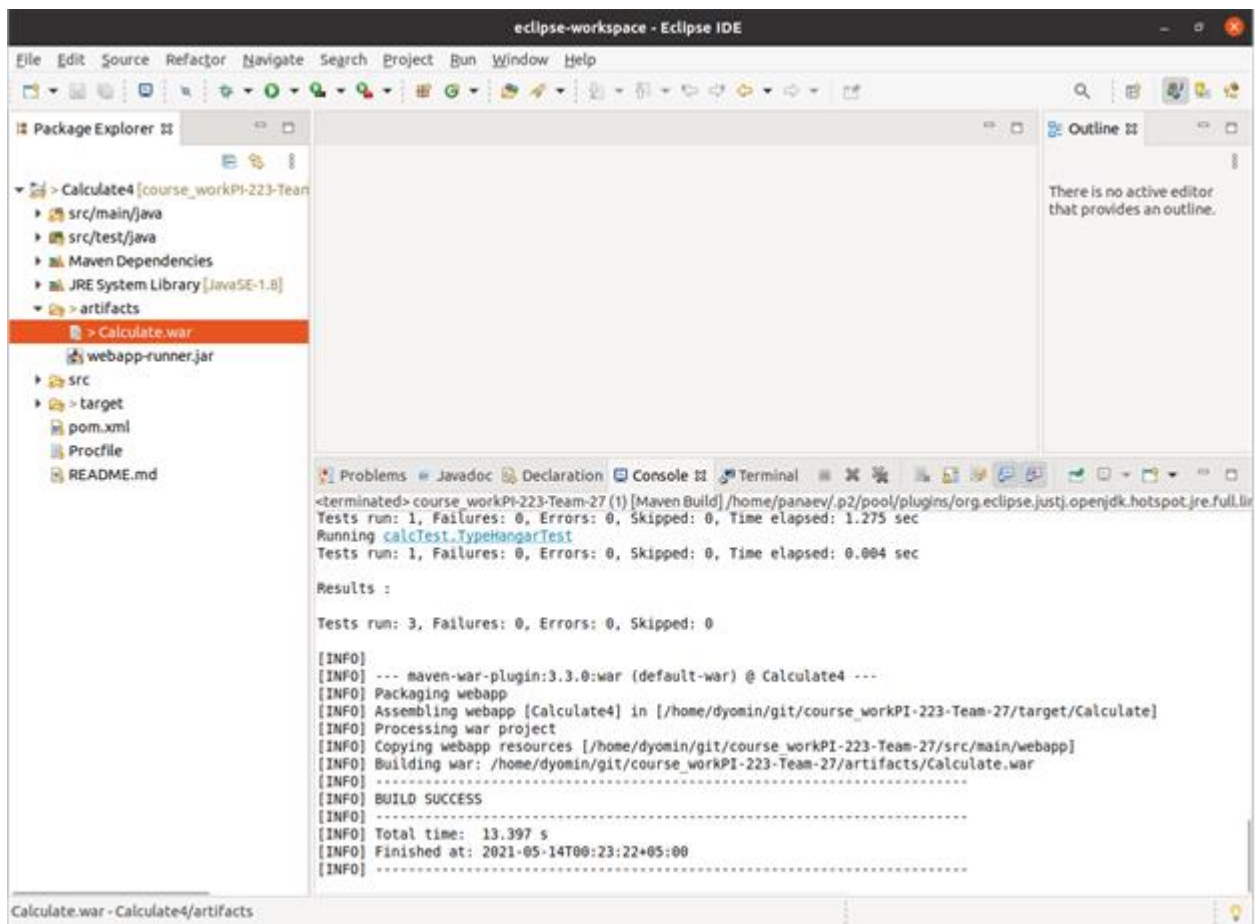 eclipse-workspace - Eclipse IDE
File Edit Source Refactor Navigate Search Project Run Window Help
Package Explorer
> Calculate4 [course_workPI-223-Team
src/main/java
src/test/java
Maven Dependencies
JRE System Library [JavaSE-1.8]
> artifacts
> Calculate.war
webapp-runner.jar
src
> target
pom.xml
Procfile
README.md
Outline
There is no active editor
that provides an outline.
Problems Javadoc Declaration Console Terminal
<terminated> course_workPI-223-Team-27 (1) [Maven Build] /home/panaev/.p2/pool/plugins/org.eclipse.justj.openjdk.hotspot.jre.full.lin
Tests run: 1, Failures: 0, Errors: 0, Skipped: 0, Time elapsed: 1.275 sec
Running calcTest.TypeHangarTest
Tests run: 1, Failures: 0, Errors: 0, Skipped: 0, Time elapsed: 0.004 sec
Results :
Tests run: 3, Failures: 0, Errors: 0, Skipped: 0
[INFO]
[INFO] --- maven-war-plugin:3.3.0:war (default-war) @ Calculate4 ---
[INFO] Packaging webapp
[INFO] Assembling webapp [Calculate4] in [/home/dyomin/git/course_workPI-223-Team-27/target/Calculate]
[INFO] Processing war project
[INFO] Copying webapp resources [/home/dyomin/git/course_workPI-223-Team-27/src/main/webapp]
[INFO] Building war: /home/dyomin/git/course_workPI-223-Team-27/artifacts/Calculate.war
[INFO] ------------------------------------------------------------------------
[INFO] BUILD SUCCESS
[INFO] ------------------------------------------------------------------------
[INFO] Total time: 13.397 s
[INFO] Finished at: 2021-05-14T00:23:22+05:00
[INFO] ------------------------------------------------------------------------
Calculate.war - Calculate4/artifacts